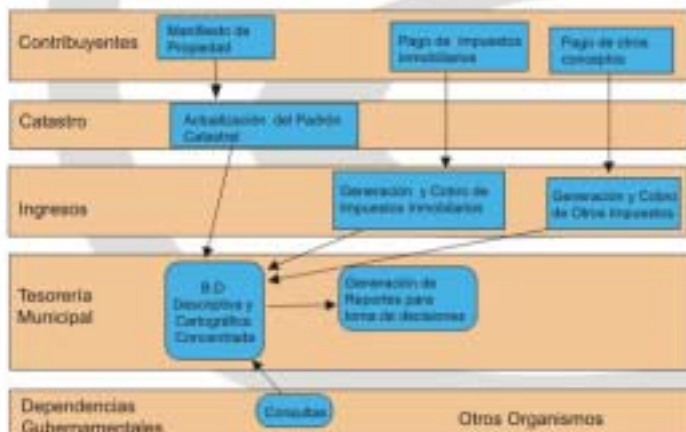 Contribuyentes
Manifiesto de
Propiedad
Pago de impuestos
inmobiliarios
Pago de otros
conceptos
Catastro
Actualización del Padrón
Catastral
Ingresos
Generación y Cobro de
Impuestos Inmobiliarios
Generación y Cobro
de Otros Impuestos
Tesorería
Municipal
B.D
Descriptiva y
Cartográfica
Concentrada
Generación de
Reportes para
toma de decisiones
Dependencias
Gubernamentales
Consultas
Otros Organismos